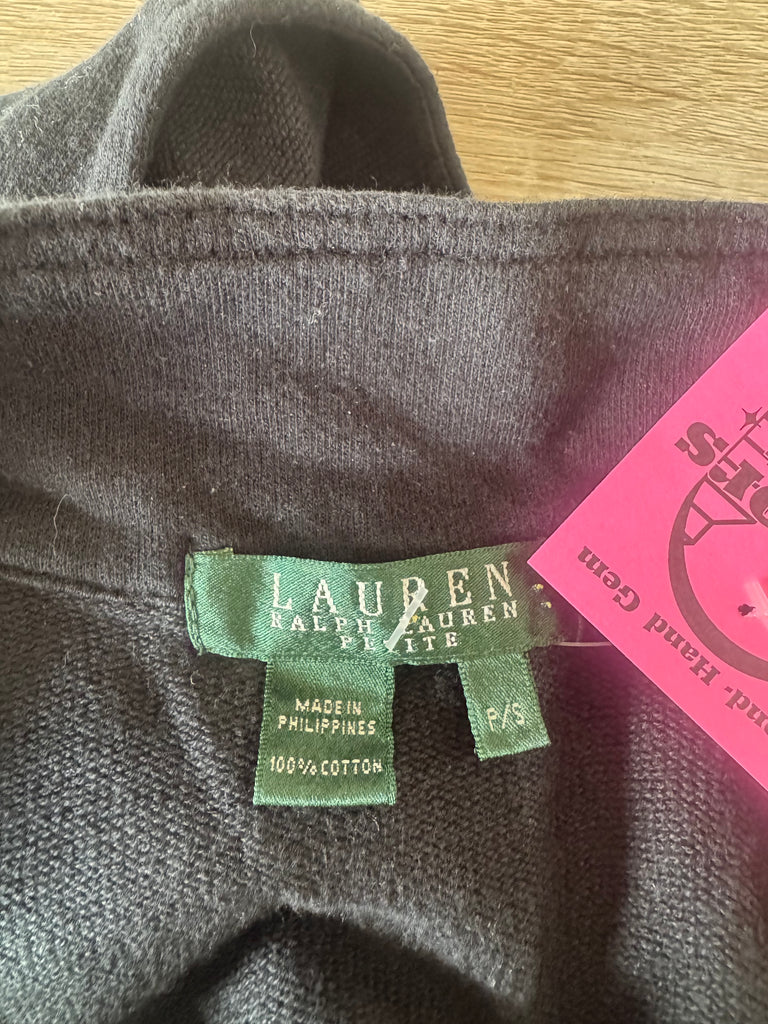 LAUREN
RALPH LAUREN
PETITE
MADE IN
PHILIPPINES
100% COTTON
P/S
Hand Gem